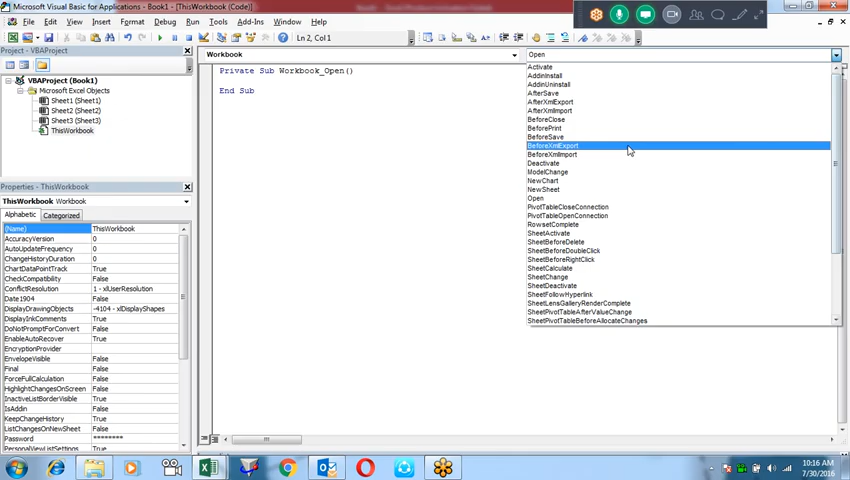 Microsoft Visual Basic for Applications - Book1 - [ThisWorkbook (Code)]
File Edit View Insert Format Debug Run Tools Add-Ins Window Help
Ln 2, Col 1
Project - VBAProject
VBAProject (Book1)
Microsoft Excel Objects
Sheet1 (Sheet1)
Sheet2 (Sheet2)
Sheet3 (Sheet3)
ThisWorkbook
Properties - ThisWorkbook
ThisWorkbook Workbook
Alphabetic Categorized
(Name) ThisWorkbook
AccuracyVersion 0
AutoUpdateFrequency 0
ChangeHistoryDuration 0
ChartDataPointTrack True
CheckCompatibility False
ConflictResolution 1 - xlUserResolution
Date1904 False
DisplayDrawingObjects -4104 - xlDisplayShapes
DisplayInkComments True
DoNotPromptForConvert False
EnableAutoRecover True
EncryptionProvider
EnvelopeVisible False
Final False
ForceFullCalculation False
HighlightChangesOnScreen False
InactiveListBorderVisible True
IsAddin False
KeepChangeHistory True
ListChangesOnNewSheet False
Password ********
PersonalViewListSettings True
Workbook
Open
Private Sub Workbook_Open()
End Sub
Activate
AddinInstall
AddinUninstall
AfterSave
AfterXmlExport
AfterXmlImport
BeforeClose
BeforePrint
BeforeSave
BeforeXmlExport
BeforeXmlImport
Deactivate
ModelChange
NewChart
NewSheet
Open
PivotTableCloseConnection
PivotTableOpenConnection
RowsetComplete
SheetActivate
SheetBeforeDelete
SheetBeforeDoubleClick
SheetBeforeRightClick
SheetCalculate
SheetChange
SheetDeactivate
SheetFollowHyperlink
SheetLensGalleryRenderComplete
SheetPivotTableAfterValueChange
SheetPivotTableBeforeAllocateChanges
10:16 AM
7/30/2016